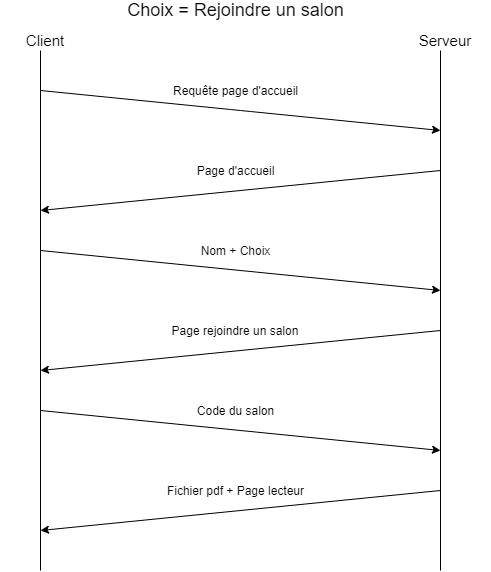 Choix = Rejoindre un salon
Client
Serveur
Requête page d'accueil
Page d'accueil
Nom + Choix
Page rejoindre un salon
Code du salon
Fichier pdf + Page lecteur